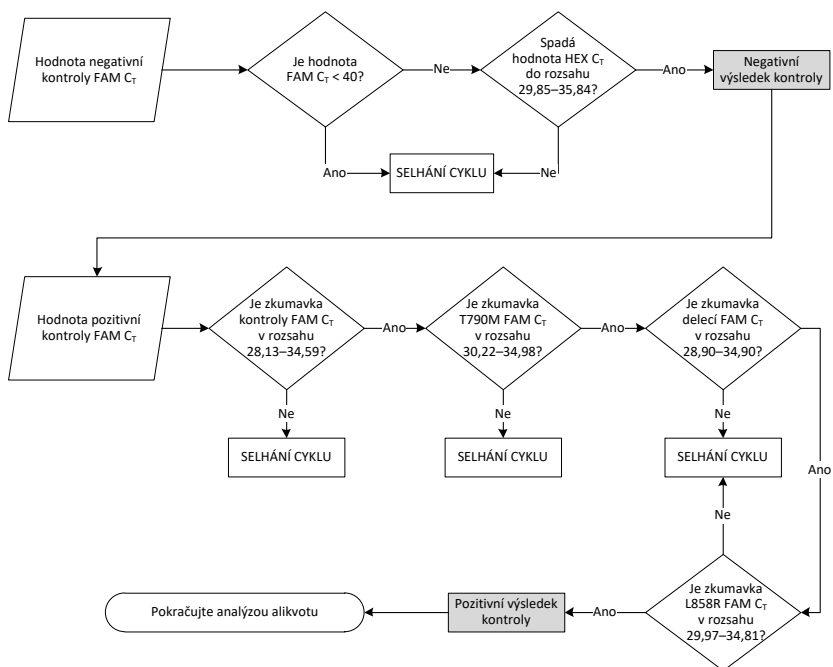 Hodnota negativní
kontroly FAM CT
Je hodnota
FAM CT < 40?
Ne
Spadá
hodnota HEX CT
do rozsahu
29,85–35,84?
Ano
Negativní
výsledek kontroly
Ano
SELHÁNÍ CYKLU
Ne
Hodnota pozitivní
kontroly FAM CT
Je zkumavka
kontroly FAM CT
v rozsahu
28,13–34,59?
Ano
Je zkumavka
T790M FAM CT
v rozsahu
30,22–34,98?
Ano
Je zkumavka
delecí FAM CT
v rozsahu
28,90–34,90?
Ne
Ne
Ne
SELHÁNÍ CYKLU
SELHÁNÍ CYKLU
SELHÁNÍ CYKLU
Ano
Ne
Je zkumavka
L858R FAM CT
v rozsahu
29,97–34,81?
Ano
Pozitivní výsledek
kontroly
Pokračujte analýzou alikvotu